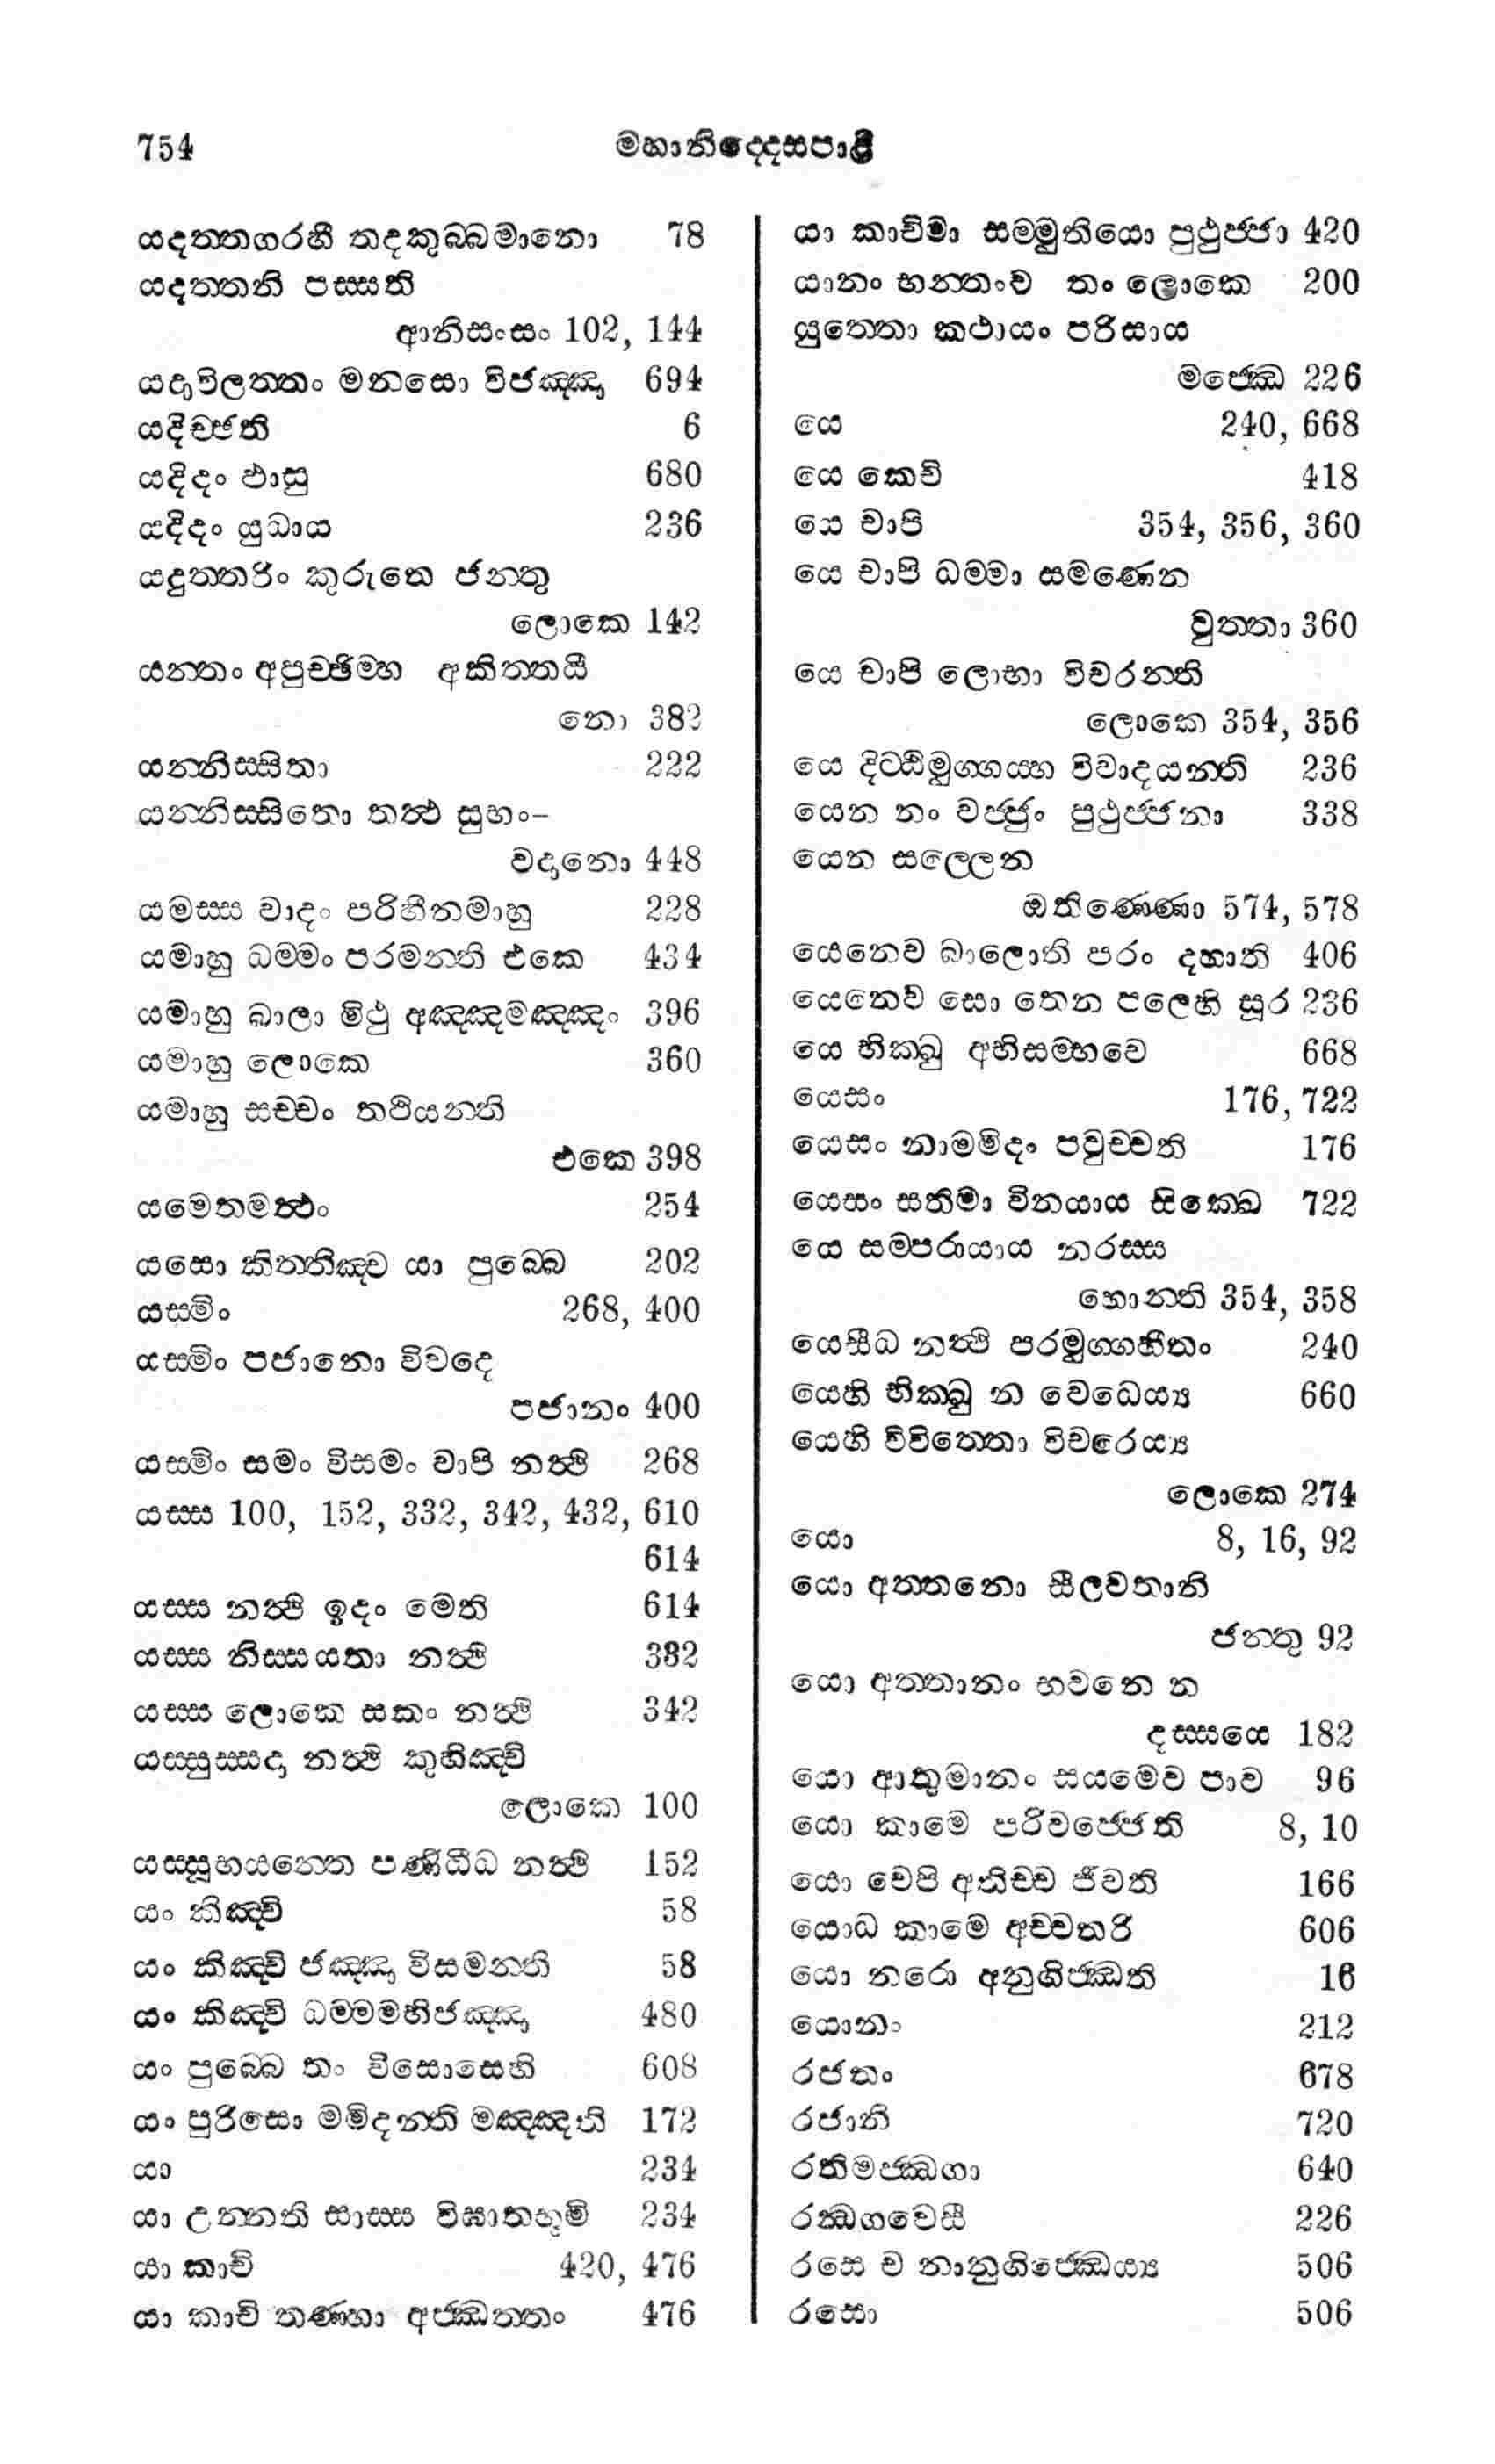 754 මහානිද්දෙසපාළි
යදත්තගරහී තදකුබ්බමානො 78
යදත්තනි පස්සති
ආනිසංසං 102, 144
යදාවිලත්තං මනසො විජඤ්ඤා 694
යදිච්ඡති 6
යදිදං ඵාසු 680
යදිදං යුධාය 236
යදුත්තරිං කුරුතෙ ජන්තු
ලොකෙ 142
යන්තං අපුච්ඡිම්හ අකිත්තයී
නො 382
යන්නිස්සිතා 222
යන්නිස්සිතො තත්ථ සුභං-
වදානො 448
යමස්ස වාදං පරිහීනමාහු 228
යමාහු ධම්මං පරමන්ති එකෙ 434
යමාහු බාලා මිථු අඤ්ඤමඤ්ඤං 396
යමාහු ලොකෙ 360
යමාහු සච්චං තථියන්ති
එකෙ 398
යමෙතමත්ථං 254
යසො කිත්තිඤ්ච යා පුබ්බෙ 202
යස්මිං 268, 400
යස්මිං පජානො විවදෙ
පජානං 400
යස්මිං සමං විසමං වාපි නත්ථි 268
යස්ස 100, 152, 332, 342, 432, 610
614
යස්ස නත්ථි ඉදං මෙති 614
යස්ස නිස්සයතා නත්ථි 332
යස්ස ලොකෙ සකං නත්ථි 342
යස්සුස්සදා නත්ථි කුහිඤ්චි
ලොකෙ 100
යස්සූභයන්තෙ පණිධීධ නත්ථි 152
යං කිඤ්චි 58
යං කිඤ්චි ජඤ්ඤා විසමන්ති 58
යං කිඤ්චි ධම්මමභිජඤ්ඤා 480
යං පුබ්බෙ තං විසොසෙහි 608
යං පුරිසො මමිදන්ති මඤ්ඤති 172
යා 234
යා උන්නති සාස්ස විඝාතභූමි 234
යා කාචි 420, 476
යා කාචි තණ්හා අජ්ඣත්තං 476
යා කාචිමා සම්මුතියො පුථුජ්ජා 420
යානං භන්තංව තං ලොකෙ 200
යුත්තො කථායං පරිසාය
මජ්ඣෙ 226
යෙ 240, 668
යෙ කෙචි 418
යෙ චාපි 354, 356, 360
යෙ චාපි ධම්මා සමණෙන
වුත්තා 360
යෙ චාපි ලොභා විචරන්ති
ලොකෙ 354, 356
යෙ දිට්ඨිමුග්ගය්හ විවාදයන්ති 236
යෙන නං වජ්ජුං පුථුජ්ජනා 338
යෙන සල්ලෙන
ඔතිණ්ණො 574, 578
යෙනෙව බාලොති පරං දහාති 406
යෙනෙව සො තෙන පලෙහි සූර 236
යෙ භික්ඛු අභිසම්භවෙ 668
යෙසං 176, 722
යෙසං නාමමිදං පවුච්චති 176
යෙසං සතිමා විනයාය සික්ඛෙ 722
යෙ සම්පරායාය නරස්ස
හොන්ති 354, 358
යෙසීධ නත්ථි පරමුග්ගහීතං 240
යෙහි භික්ඛු න වෙධෙය්‍ය 660
යෙහි විවිත්තො විචරෙය්‍ය
ලොකෙ 274
යො 8, 16, 92
යො අත්තනො සීලවතානි
ජන්තු 92
යො අත්තානං භවනෙ න
දස්සයෙ 182
යො ආතුමානං සයමෙව පාව 96
යො කාමෙ පරිවජ්ජෙති 8, 10
යො චෙපි අතිච්ච ජීවති 166
යොධ කාමෙ අච්චතරි 606
යො නරො අනුගිජ්ඣති 16
යොනං 212
රජතං 678
රජානි 720
රතිමජ්ඣගා 640
රන්ධගවෙසී 226
රසෙ ච නානුගිජ්ඣෙය්‍ය 506
රසො 506